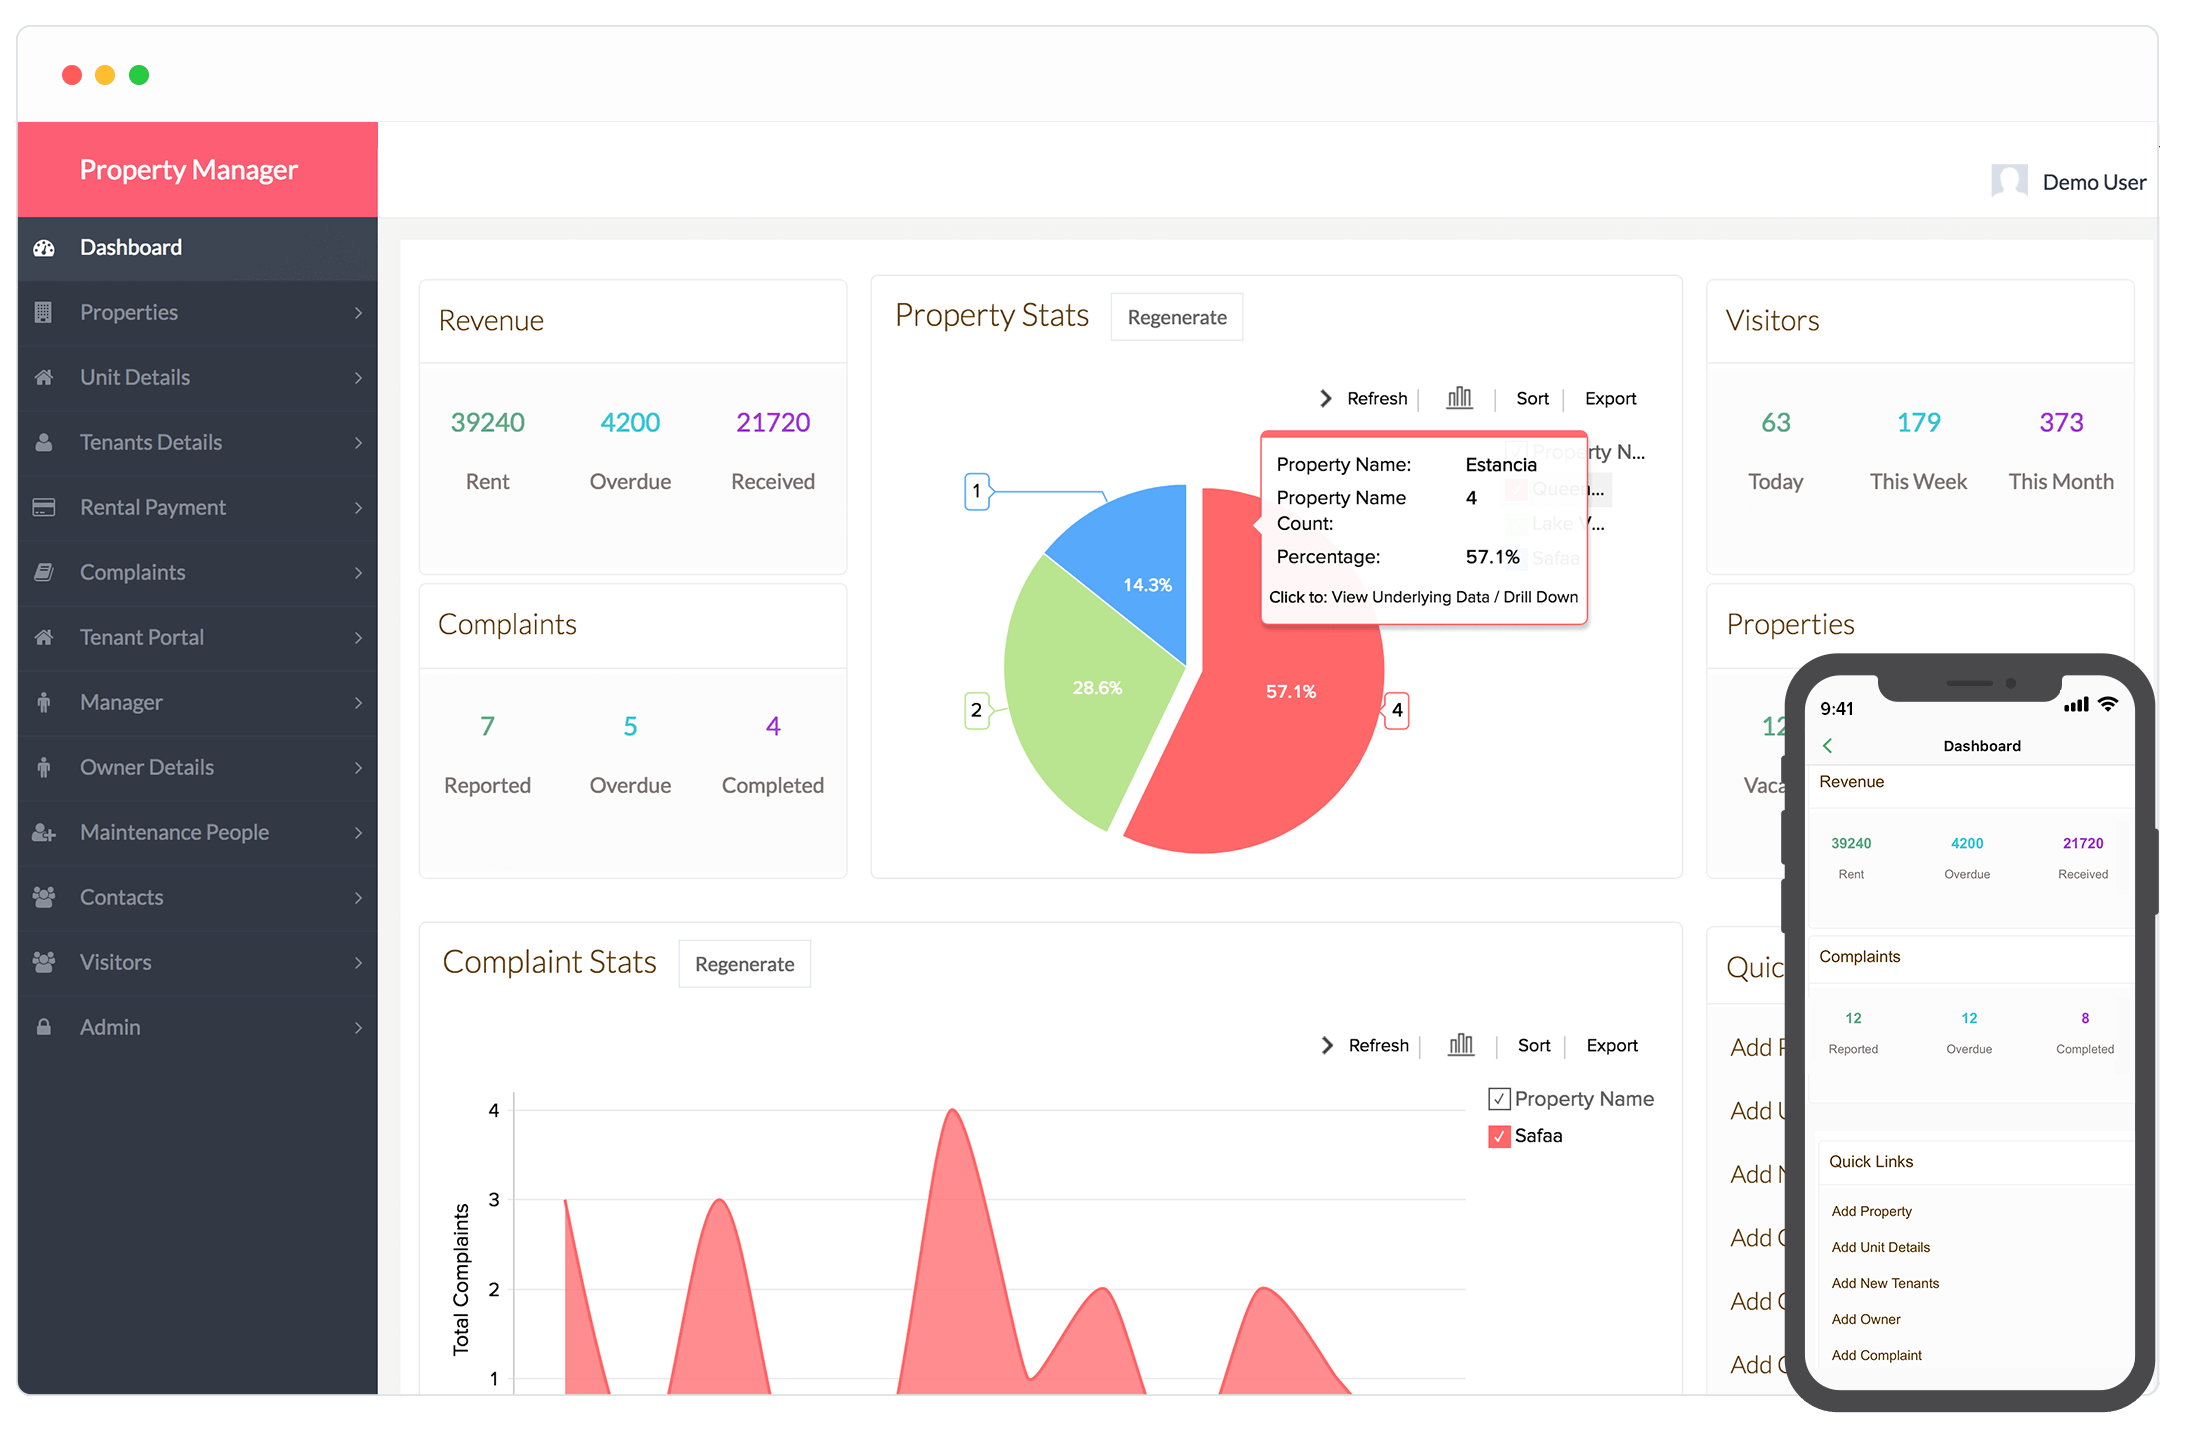 Property Manager
Demo User
Dashboard
Properties
Unit Details
Tenants Details
Rental Payment
Complaints
Tenant Portal
Manager
Owner Details
Maintenance People
Contacts
Visitors
Admin
Revenue
39240 4200 21720
Rent Overdue Received
Complaints
7 5 4
Reported Overdue Completed
Property Stats Regenerate
Refresh Sort Export
Property N...
Queen...
Lake V...
Safaa
Property Name: Estancia
Property Name 4
Count:
Percentage: 57.1%
Click to: View Underlying Data / Drill Down
1
14.3%
28.6%
57.1%
2
4
Visitors
63 179 373
Today This Week This Month
Properties
12
Vaca
Complaint Stats Regenerate
Refresh Sort Export
Property Name
Safaa
Total Complaints
4
3
2
1
Quic
Add
Add
Add
Add
Add
Add
9:41
Dashboard
Revenue
39240 4200 21720
Rent Overdue Received
Complaints
12 12 8
Reported Overdue Completed
Quick Links
Add Property
Add Unit Details
Add New Tenants
Add Owner
Add Complaint